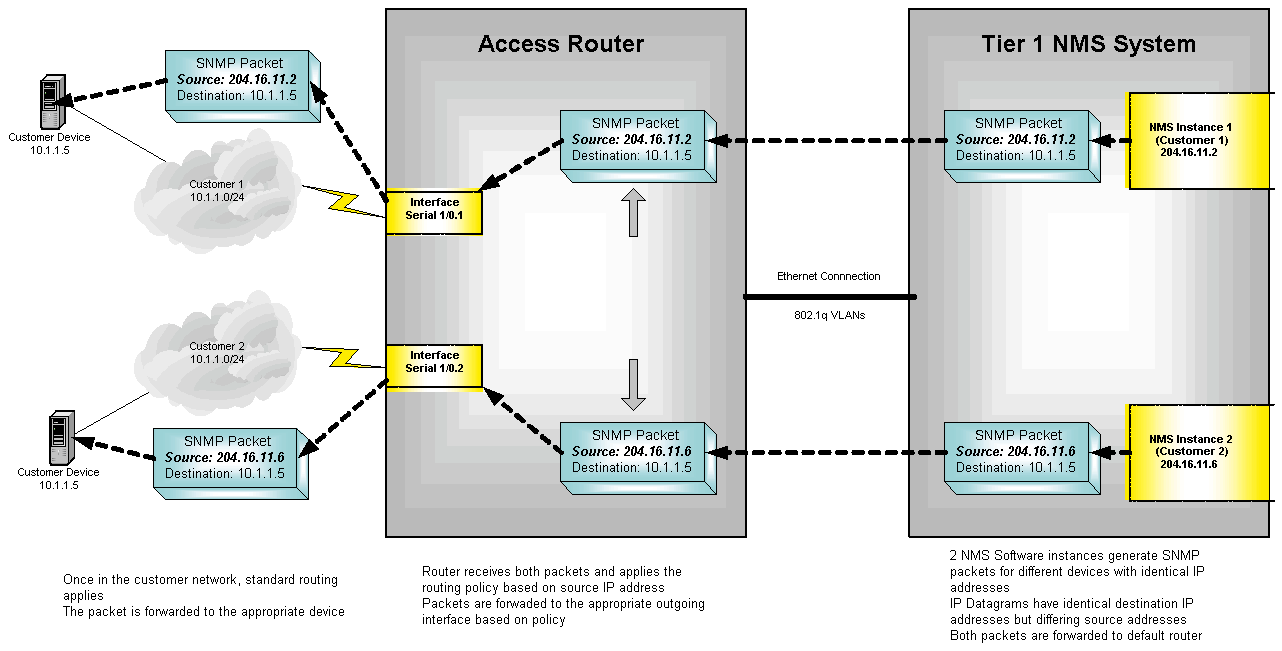 Access Router
Tier 1 NMS System
SNMP Packet
Source: 204.16.11.2
Destination: 10.1.1.5
Customer Device
10.1.1.5
Customer 1
10.1.1.0/24
Interface
Serial 1/0.1
SNMP Packet
Source: 204.16.11.2
Destination: 10.1.1.5
SNMP Packet
Source: 204.16.11.2
Destination: 10.1.1.5
NMS Instance 1
(Customer 1)
204.16.11.2
Ethernet Connnection
802.1q VLANs
Customer 2
10.1.1.0/24
Interface
Serial 1/0.2
Customer Device
10.1.1.5
SNMP Packet
Source: 204.16.11.6
Destination: 10.1.1.5
SNMP Packet
Source: 204.16.11.6
Destination: 10.1.1.5
SNMP Packet
Source: 204.16.11.6
Destination: 10.1.1.5
NMS Instance 2
(Customer 2)
204.16.11.6
Once in the customer network, standard routing
applies
The packet is forwarded to the appropriate device
Router receives both packets and applies the
routing policy based on source IP address
Packets are forwaded to the appropriate outgoing
interface based on policy
2 NMS Software instances generate SNMP
packets for different devices with identical IP
addresses
IP Datagrams have identical destination IP
addresses but differing source addresses
Both packets are forwarded to default router